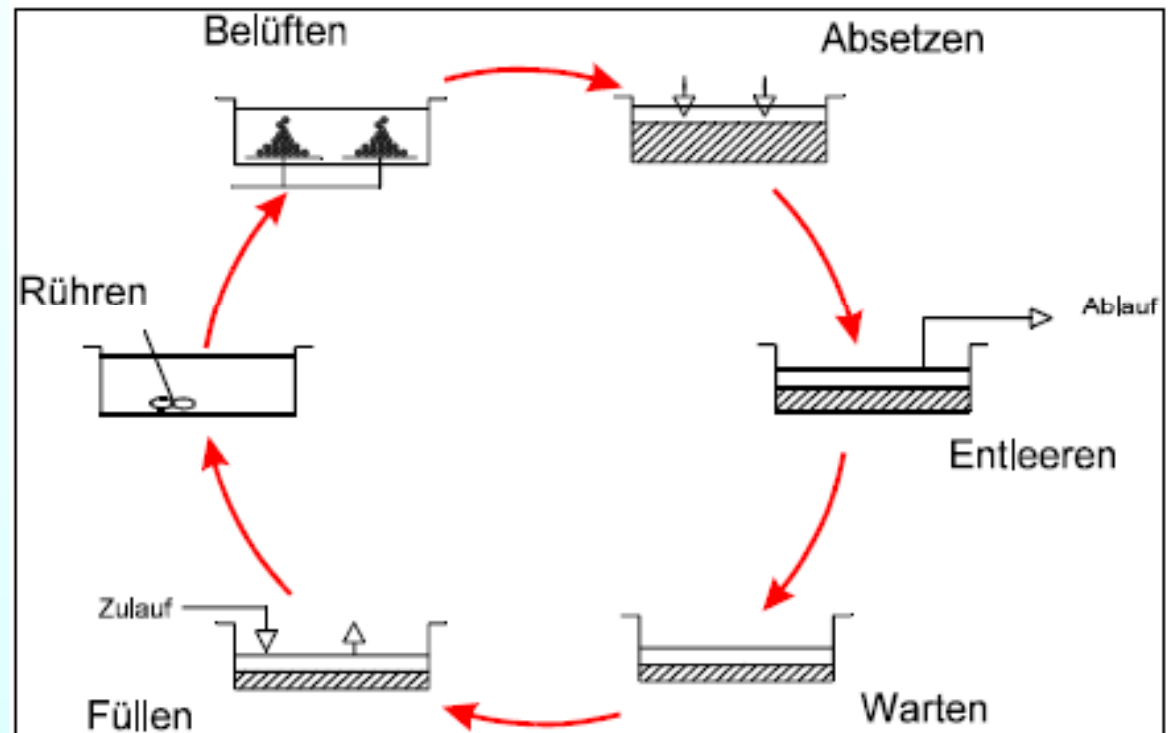 Belüften
Absetzen
Rühren
Ablauf
Entleeren
Zulauf
Füllen
Warten